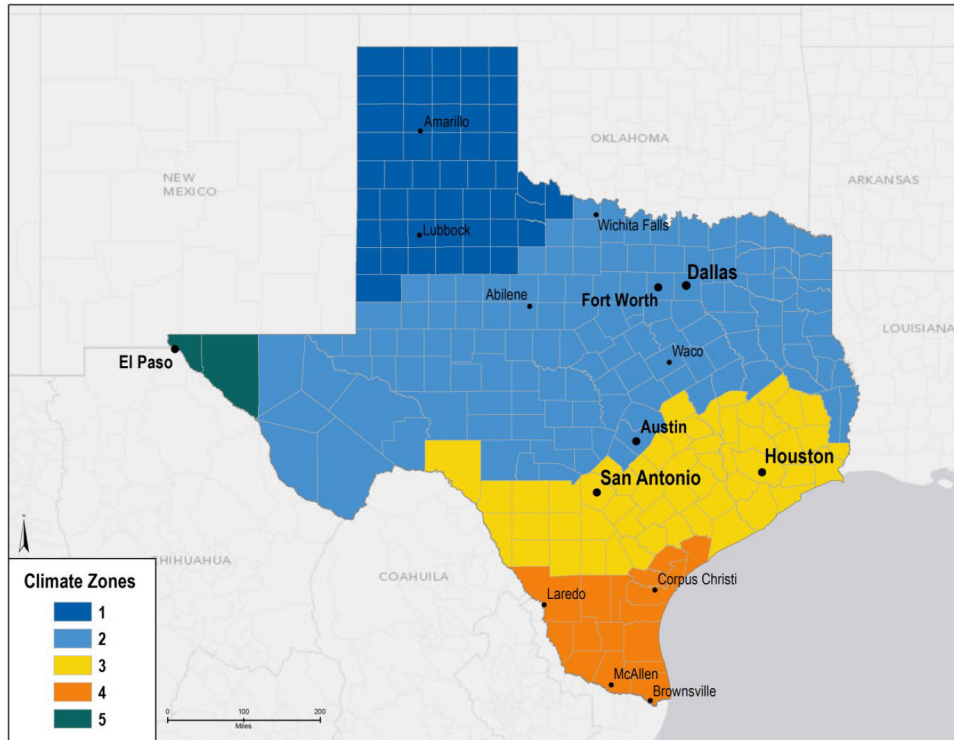 Amarillo
OKLAHOMA
NEW
MEXICO
ARKANSAS
Lubbock
Wichita Falls
Dallas
Fort Worth
Abilene
LOUISIANA
El Paso
Waco
Austin
Houston
San Antonio
N
CHIHUAHUA
COAHUILA
Corpus Christi
Laredo
McAllen
Brownsville
Climate Zones
1
2
3
4
5
0 100 200
Miles